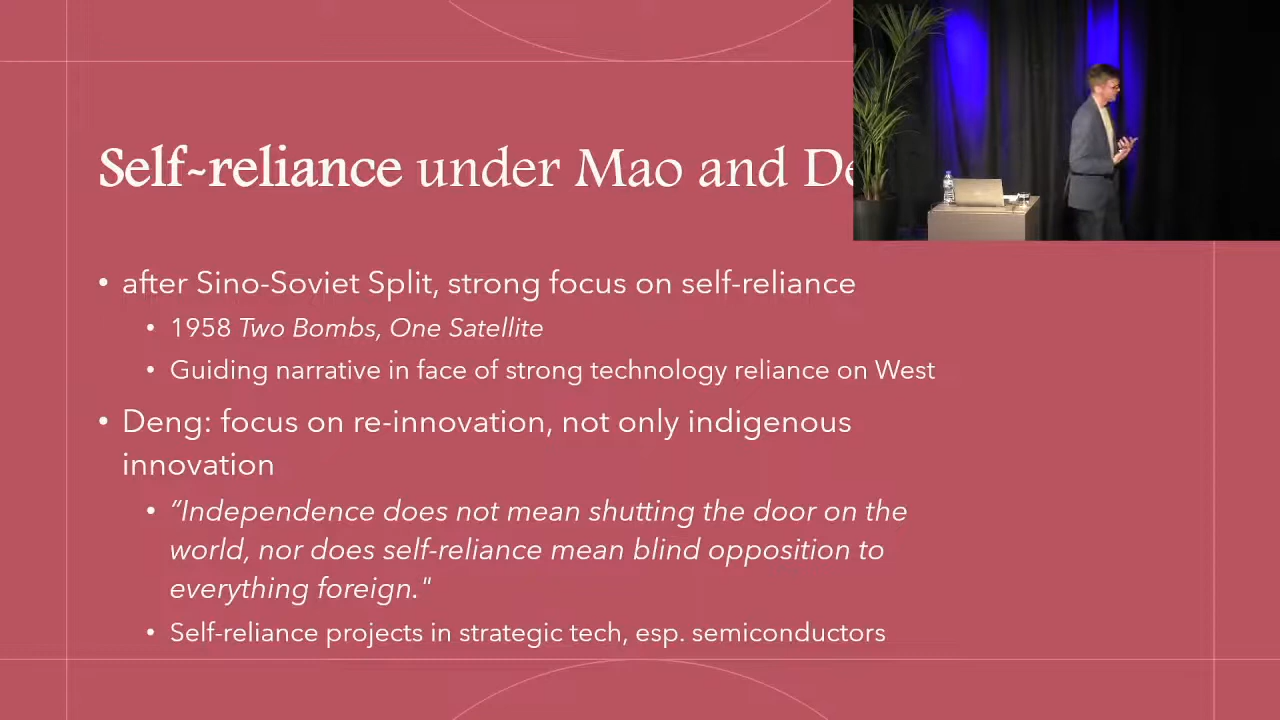 Self-reliance under Mao and De
• after Sino-Soviet Split, strong focus on self-reliance
• 1958 Two Bombs, One Satellite
• Guiding narrative in face of strong technology reliance on West
• Deng: focus on re-innovation, not only indigenous
innovation
• “Independence does not mean shutting the door on the
world, nor does self-reliance mean blind opposition to
everything foreign."
• Self-reliance projects in strategic tech, esp. semiconductors